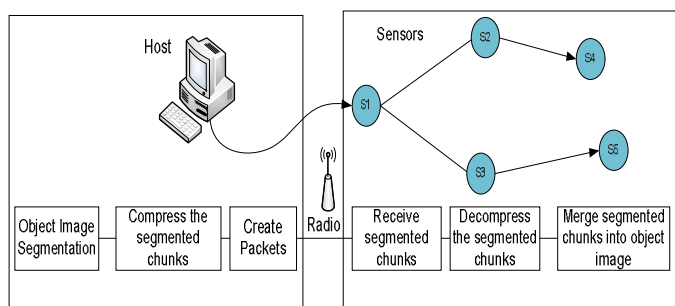 Host
Sensors
S1
S2
S4
S3
S5
Radio
Object Image
Segmentation
Compress the
segmented
chunks
Create
Packets
Receive
segmented
chunks
Decompress
the segmented
chunks
Merge segmented
chunks into object
image